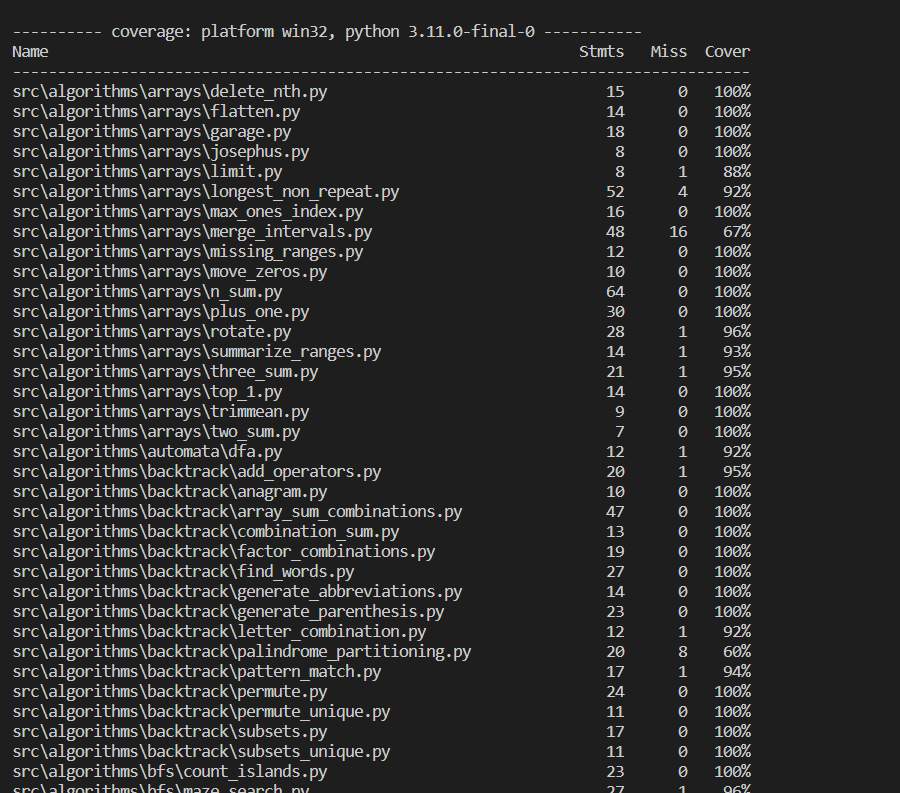 ---------- coverage: platform win32, python 3.11.0-final-0 -----------
Name                                                               Stmts   Miss  Cover
----------------------------------------------------------------------------------
src\algorithms\arrays\delete_nth.py                                   15      0   100%
src\algorithms\arrays\flatten.py                                      14      0   100%
src\algorithms\arrays\garage.py                                       18      0   100%
src\algorithms\arrays\josephus.py                                      8      0   100%
src\algorithms\arrays\limit.py                                         8      1    88%
src\algorithms\arrays\longest_non_repeat.py                           52      4    92%
src\algorithms\arrays\max_ones_index.py                               16      0   100%
src\algorithms\arrays\merge_intervals.py                              48     16    67%
src\algorithms\arrays\missing_ranges.py                               12      0   100%
src\algorithms\arrays\move_zeros.py                                   10      0   100%
src\algorithms\arrays\n_sum.py                                        64      0   100%
src\algorithms\arrays\plus_one.py                                     30      0   100%
src\algorithms\arrays\rotate.py                                       28      1    96%
src\algorithms\arrays\summarize_ranges.py                             14      1    93%
src\algorithms\arrays\three_sum.py                                    21      1    95%
src\algorithms\arrays\top_1.py                                        14      0   100%
src\algorithms\arrays\trimmean.py                                      9      0   100%
src\algorithms\arrays\two_sum.py                                       7      0   100%
src\algorithms\automata\dfa.py                                        12      1    92%
src\algorithms\backtrack\add_operators.py                             20      1    95%
src\algorithms\backtrack\anagram.py                                   10      0   100%
src\algorithms\backtrack\array_sum_combinations.py                    47      0   100%
src\algorithms\backtrack\combination_sum.py                           13      0   100%
src\algorithms\backtrack\factor_combinations.py                       19      0   100%
src\algorithms\backtrack\find_words.py                                27      0   100%
src\algorithms\backtrack\generate_abbreviations.py                    14      0   100%
src\algorithms\backtrack\generate_parenthesis.py                      23      0   100%
src\algorithms\backtrack\letter_combination.py                        12      1    92%
src\algorithms\backtrack\palindrome_partitioning.py                   20      8    60%
src\algorithms\backtrack\pattern_match.py                             17      1    94%
src\algorithms\backtrack\permute.py                                   24      0   100%
src\algorithms\backtrack\permute_unique.py                            11      0   100%
src\algorithms\backtrack\subsets.py                                   17      0   100%
src\algorithms\backtrack\subsets_unique.py                            11      0   100%
src\algorithms\bfs\count_islands.py                                   23      0   100%
src\algorithms\bfs\maze_search.py                                     27      1    96%